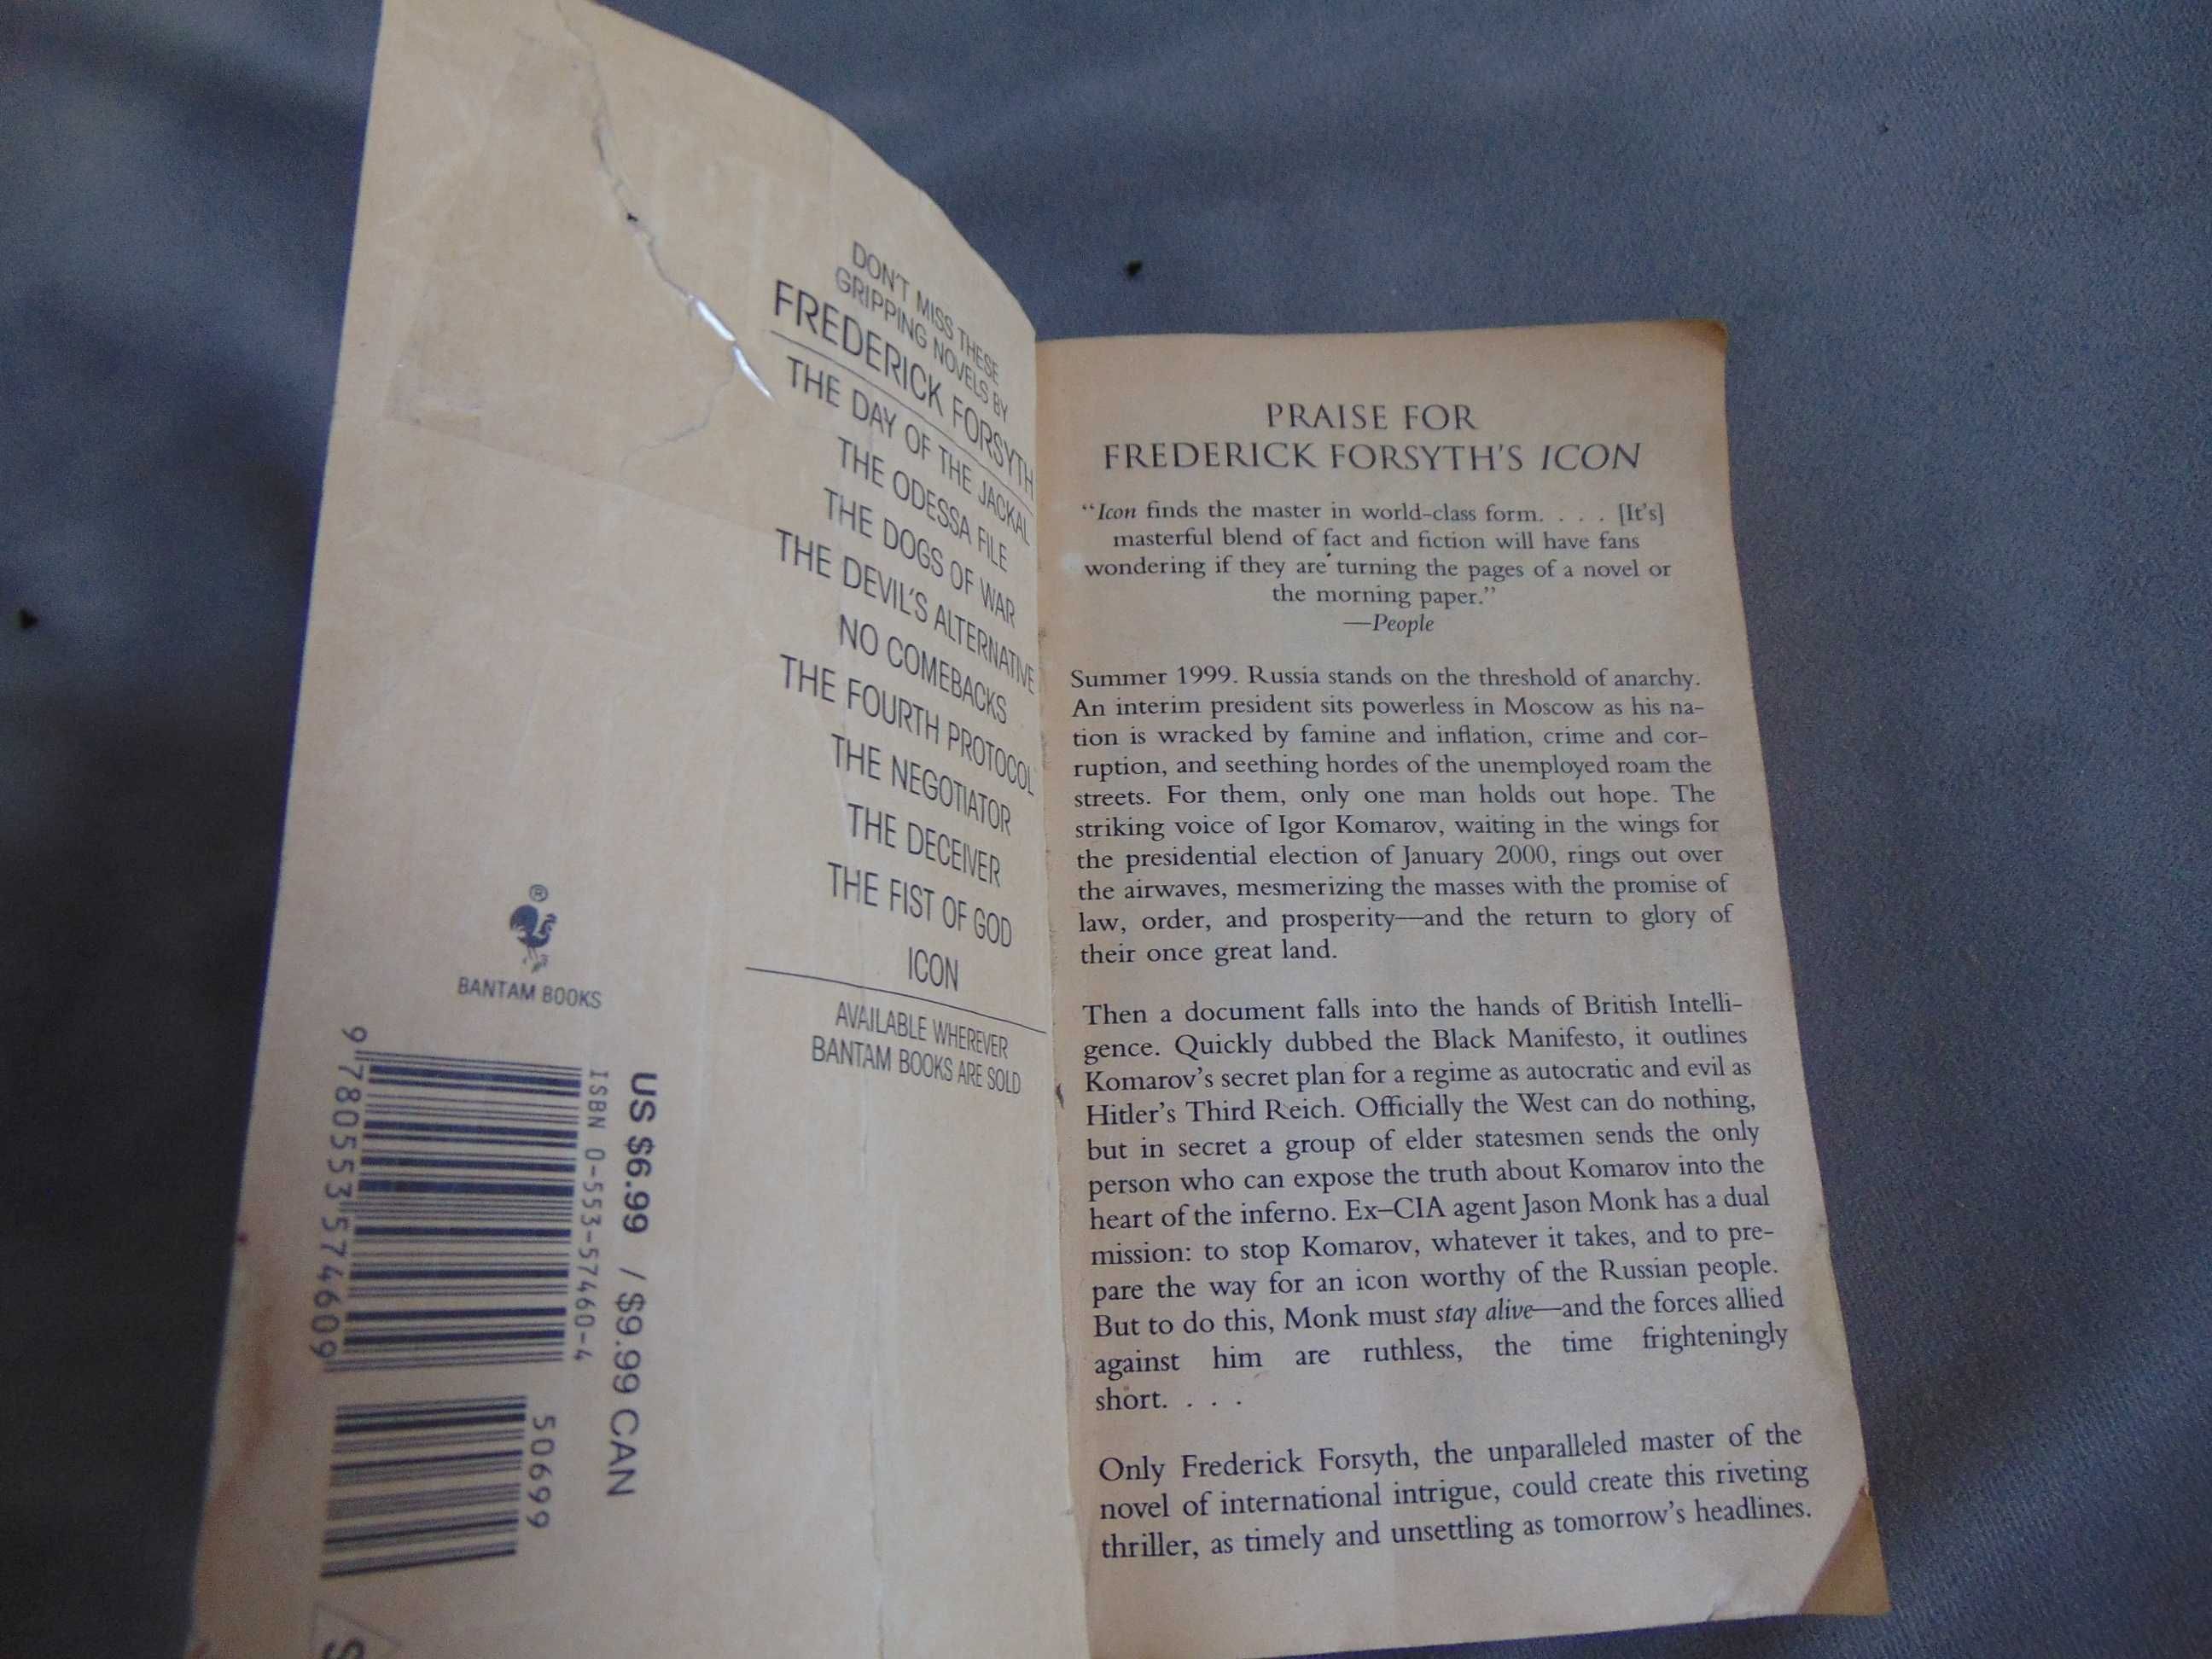 DON'T MISS THESE
GRIPPING NOVELS BY
FREDERICK FORSYTH
THE DAY OF THE JACKAL
THE ODESSA FILE
THE DOGS OF WAR
THE DEVIL'S ALTERNATIVE
NO COMEBACKS
THE FOURTH PROTOCOL
THE NEGOTIATOR
THE DECEIVER
THE FIST OF GOD
ICON
AVAILABLE WHEREVER
BANTAM BOOKS ARE SOLD
®
BANTAM BOOKS
US $6.99 / $9.99 CAN
ISBN 0-553-57460-4
9 780553 574609
50699
PRAISE FOR
FREDERICK FORSYTH'S ICON
“Icon finds the master in world-class form. . . . [It's]
masterful blend of fact and fiction will have fans
wondering if they are turning the pages of a novel or
the morning paper.”
—People
Summer 1999. Russia stands on the threshold of anarchy.
An interim president sits powerless in Moscow as his na-
tion is wracked by famine and inflation, crime and cor-
ruption, and seething hordes of the unemployed roam the
streets. For them, only one man holds out hope. The
striking voice of Igor Komarov, waiting in the wings for
the presidential election of January 2000, rings out over
the airwaves, mesmerizing the masses with the promise of
law, order, and prosperity—and the return to glory of
their once great land.
Then a document falls into the hands of British Intelli-
gence. Quickly dubbed the Black Manifesto, it outlines
Komarov's secret plan for a regime as autocratic and evil as
Hitler's Third Reich. Officially the West can do nothing,
but in secret a group of elder statesmen sends the only
person who can expose the truth about Komarov into the
heart of the inferno. Ex–CIA agent Jason Monk has a dual
mission: to stop Komarov, whatever it takes, and to pre-
pare the way for an icon worthy of the Russian people.
But to do this, Monk must stay alive—and the forces allied
against him are ruthless, the time frighteningly
short. . . .
Only Frederick Forsyth, the unparalleled master of the
novel of international intrigue, could create this riveting
thriller, as timely and unsettling as tomorrow's headlines.